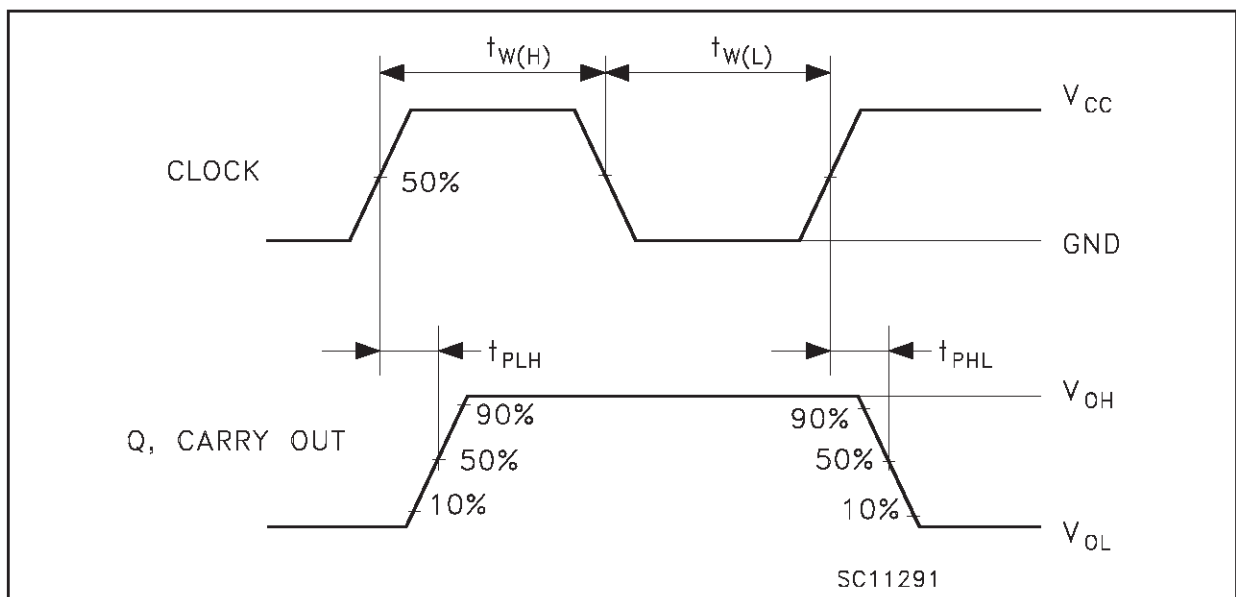 tW(H)
tW(L)
VCC
CLOCK
50%
GND
tPLH
tPHL
VOH
90%
90%
Q, CARRY OUT
50%
50%
10%
10%
VOL
SC11291